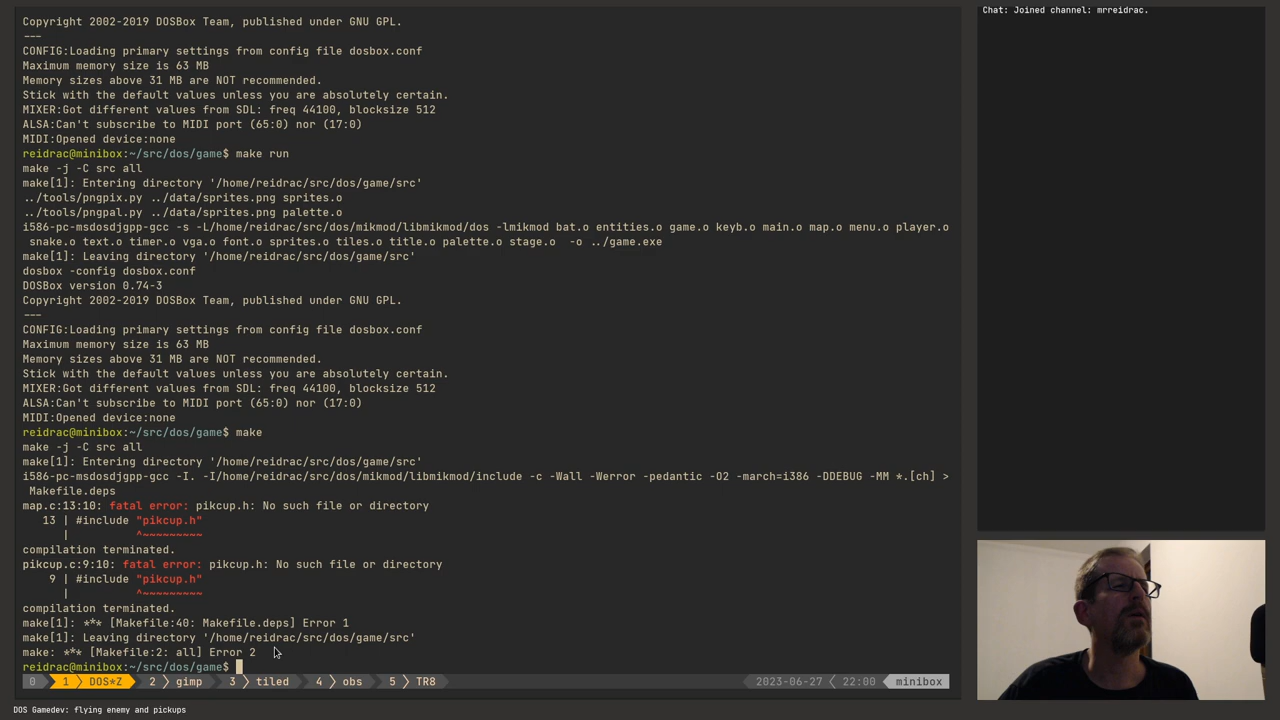 Copyright 2002-2019 DOSBox Team, published under GNU GPL.
---
CONFIG:Loading primary settings from config file dosbox.conf
Maximum memory size is 63 MB
Memory sizes above 31 MB are NOT recommended.
Stick with the default values unless you are absolutely certain.
MIXER:Got different values from SDL: freq 44100, blocksize 512
ALSA:Can't subscribe to MIDI port (65:0) nor (17:0)
MIDI:Opened device:none
reidrac@minibox:~/src/dos/game$ make run
make -j -C src all
make[1]: Entering directory '/home/reidrac/src/dos/game/src'
../tools/pngpix.py ../data/sprites.png sprites.o
../tools/pngpal.py ../data/sprites.png palette.o
i586-pc-msdosdjgpp-gcc -s -L/home/reidrac/src/dos/mikmod/libmikmod/dos -lmikmod bat.o entities.o game.o keyb.o main.o map.o menu.o player.o
snake.o text.o timer.o vga.o font.o sprites.o tiles.o title.o palette.o stage.o  -o ../game.exe
make[1]: Leaving directory '/home/reidrac/src/dos/game/src'
dosbox -config dosbox.conf
DOSBox version 0.74-3
Copyright 2002-2019 DOSBox Team, published under GNU GPL.
---
CONFIG:Loading primary settings from config file dosbox.conf
Maximum memory size is 63 MB
Memory sizes above 31 MB are NOT recommended.
Stick with the default values unless you are absolutely certain.
MIXER:Got different values from SDL: freq 44100, blocksize 512
ALSA:Can't subscribe to MIDI port (65:0) nor (17:0)
MIDI:Opened device:none
reidrac@minibox:~/src/dos/game$ make
make -j -C src all
make[1]: Entering directory '/home/reidrac/src/dos/game/src'
i586-pc-msdosdjgpp-gcc -I. -I/home/reidrac/src/dos/mikmod/libmikmod/include -c -Wall -Werror -pedantic -O2 -march=i386 -DDEBUG -MM *.[ch] >
Makefile.deps
map.c:13:10: fatal error: pikcup.h: No such file or directory
13 | #include "pikcup.h"
|          ^~~~~~~~~~
compilation terminated.
pikcup.c:9:10: fatal error: pikcup.h: No such file or directory
9 | #include "pikcup.h"
|          ^~~~~~~~~~
compilation terminated.
make[1]: *** [Makefile:40: Makefile.deps] Error 1
make[1]: Leaving directory '/home/reidrac/src/dos/game/src'
make: *** [Makefile:2: all] Error 2
reidrac@minibox:~/src/dos/game$
0 1 DOS*Z 2 gimp 3 tiled 4 obs 5 TR8 2023-06-27 22:00 minibox
DOS Gamedev: flying enemy and pickups
Chat: Joined channel: mrreidrac.